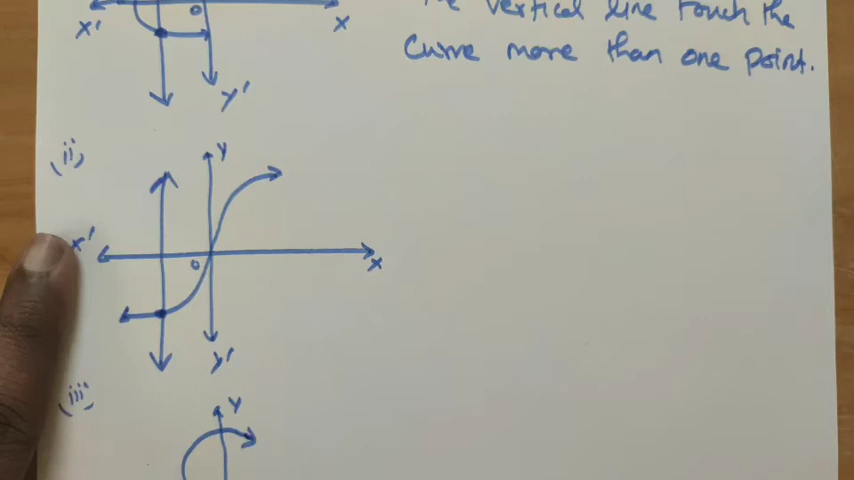 The vertical line touch the
curve more than one point.
X'
O
X
Y'
(ii)
Y
X'
O
X
Y'
(iii)
Y